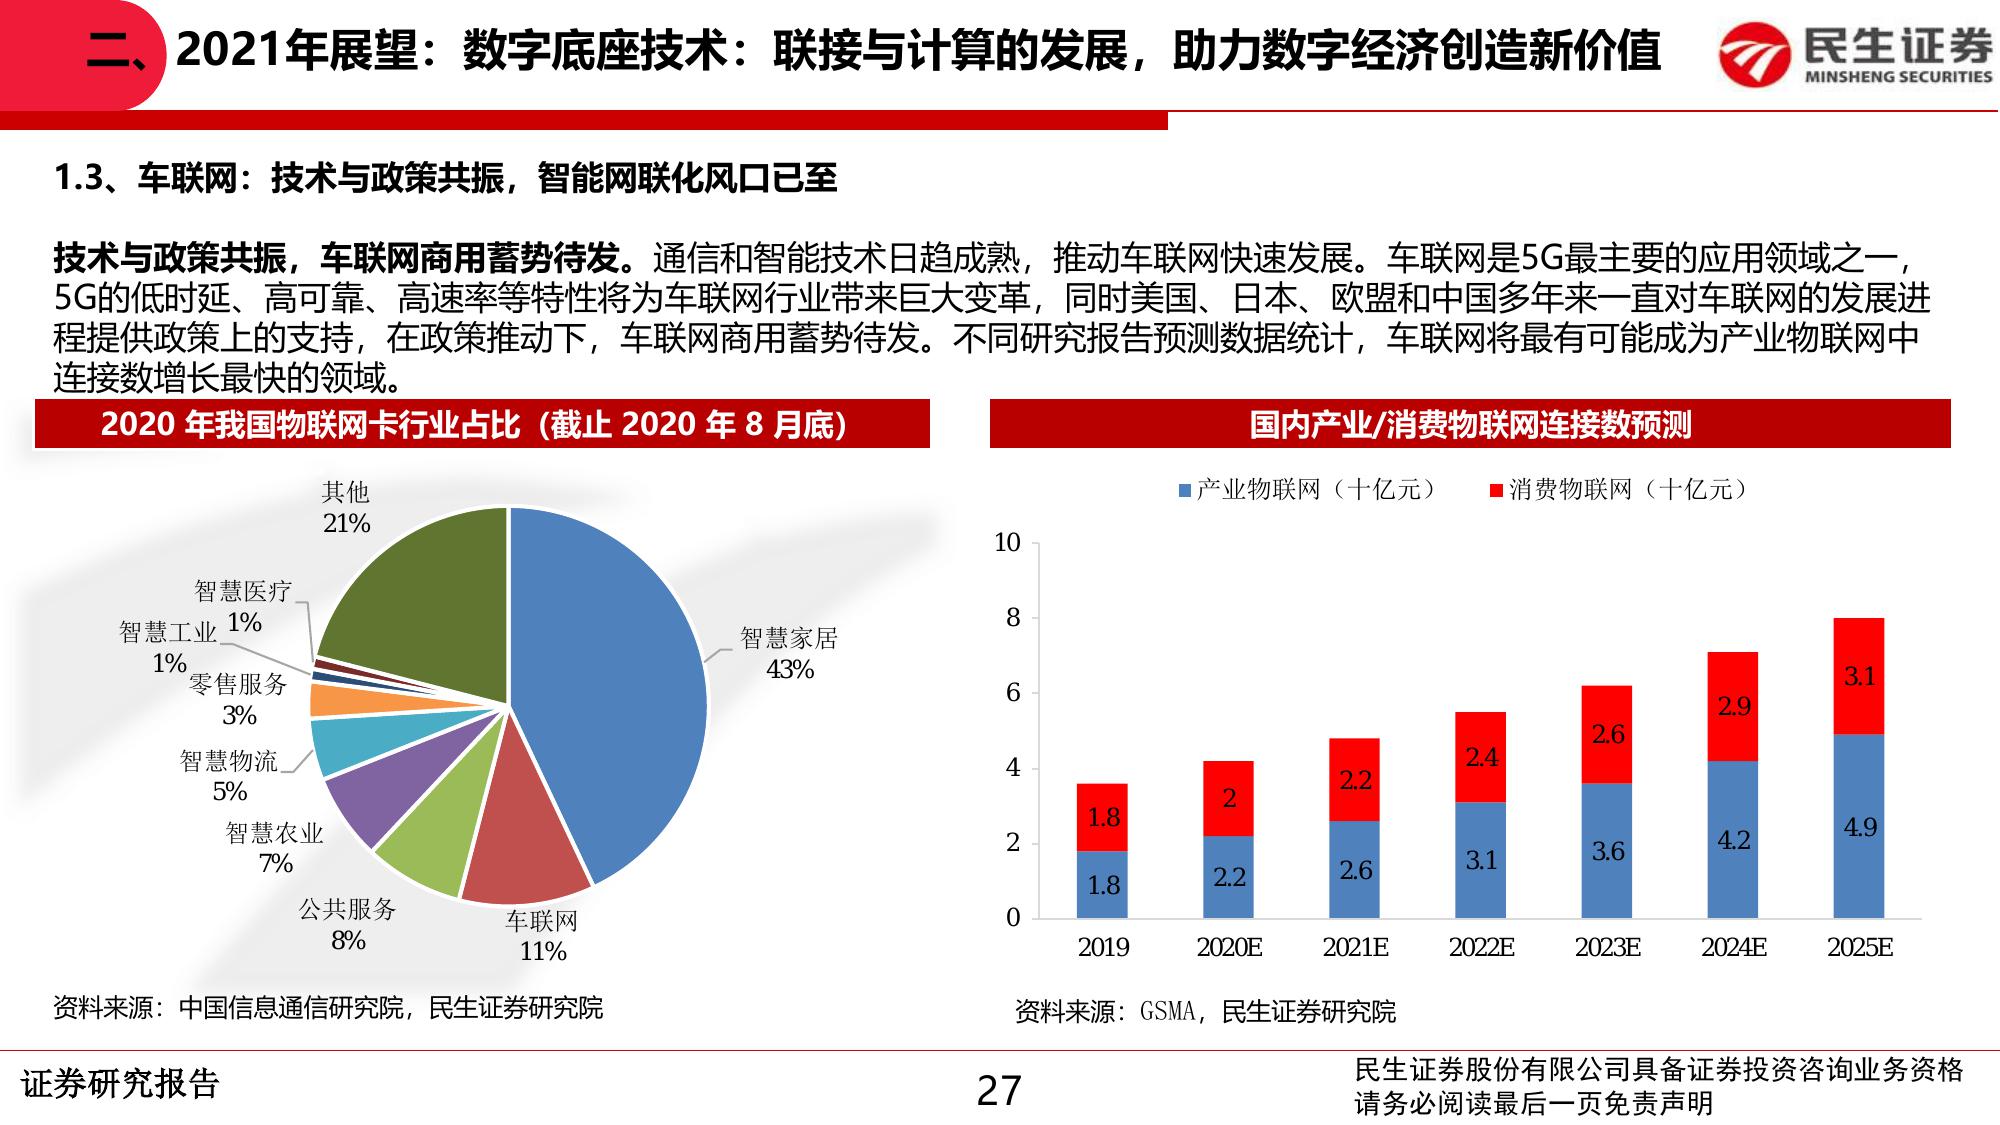 二、2021年展望：数字底座技术：联接与计算的发展，助力数字经济创造新价值
民生证券
MINSHENG SECURITIES
1.3、车联网：技术与政策共振，智能网联化风口已至
技术与政策共振，车联网商用蓄势待发。通信和智能技术日趋成熟，推动车联网快速发展。车联网是5G最主要的应用领域之一，
5G的低时延、高可靠、高速率等特性将为车联网行业带来巨大变革，同时美国、日本、欧盟和中国多年来一直对车联网的发展进
程提供政策上的支持，在政策推动下，车联网商用蓄势待发。不同研究报告预测数据统计，车联网将最有可能成为产业物联网中
连接数增长最快的领域。
2020 年我国物联网卡行业占比（截止 2020 年 8 月底）
其他
21%
智慧医疗
1%
智慧工业
1%
零售服务
3%
智慧物流
5%
智慧农业
7%
公共服务
8%
车联网
11%
智慧家居
43%
资料来源：中国信息通信研究院，民生证券研究院
国内产业/消费物联网连接数预测
产业物联网（十亿元） 消费物联网（十亿元）
10
8
6
4
2
0
1.8 2 2.2 2.4 2.6 2.9 3.1
1.8 2.2 2.6 3.1 3.6 4.2 4.9
2019 2020E 2021E 2022E 2023E 2024E 2025E
资料来源：GSMA，民生证券研究院
证券研究报告
27
民生证券股份有限公司具备证券投资咨询业务资格
请务必阅读最后一页免责声明